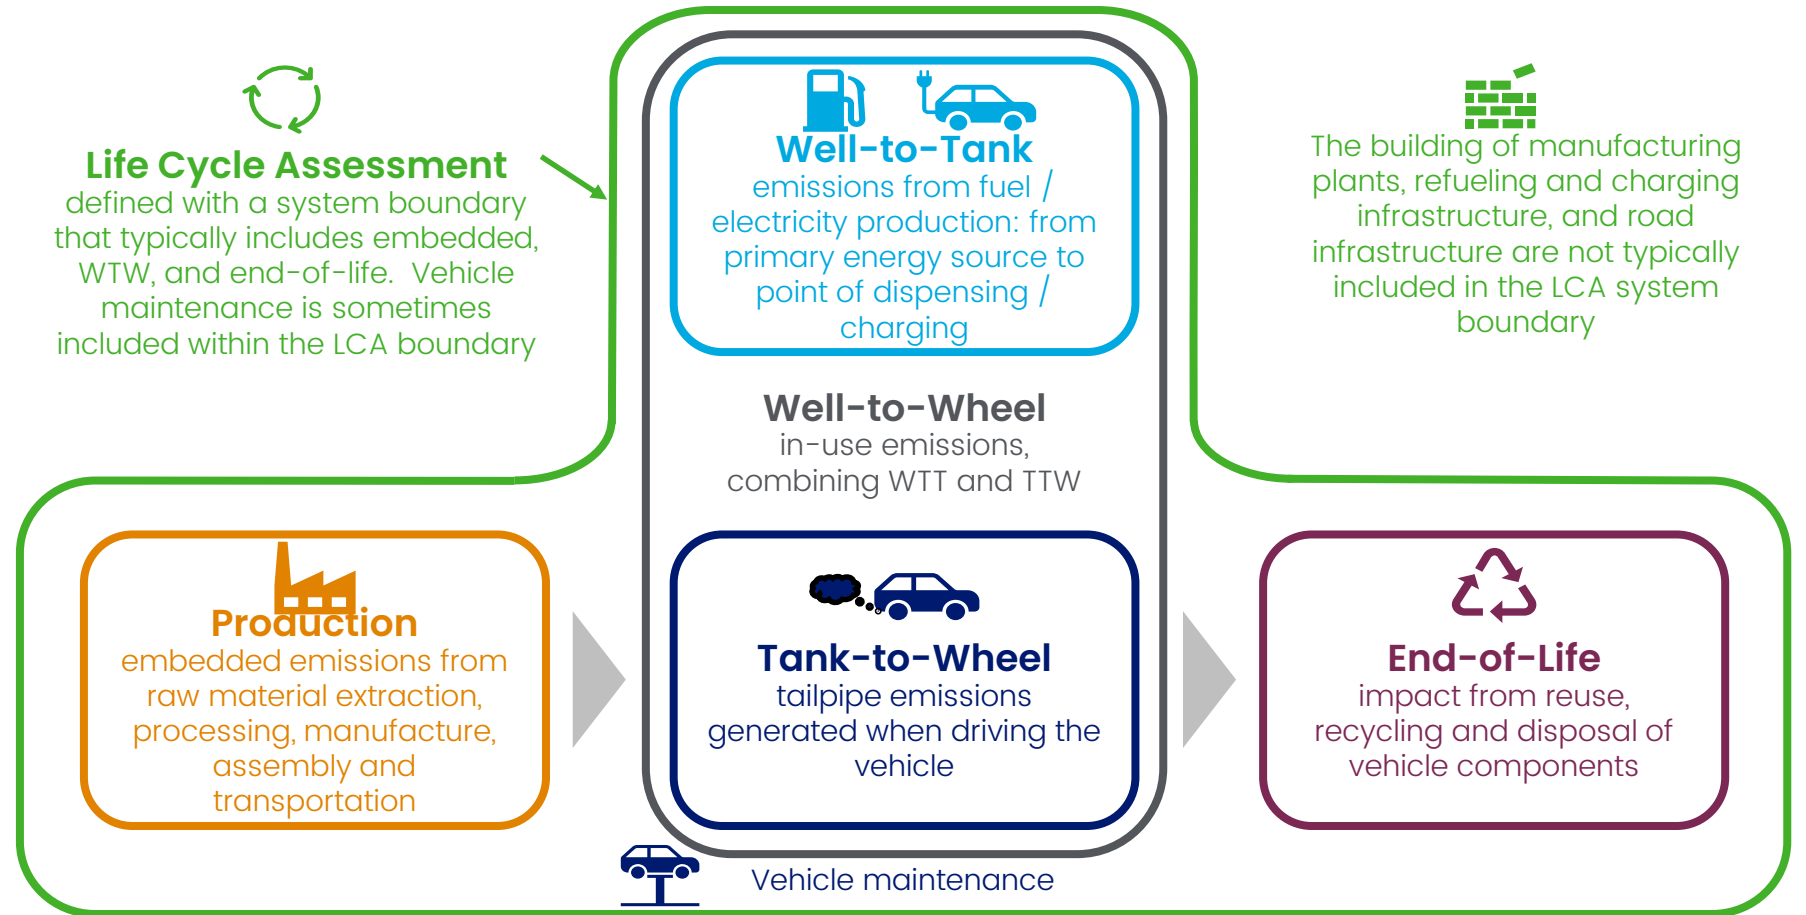 Life Cycle Assessment
defined with a system boundary
that typically includes embedded,
WTW, and end-of-life.  Vehicle
maintenance is sometimes
included within the LCA boundary
Well-to-Tank
emissions from fuel /
electricity production: from
primary energy source to
point of dispensing /
charging
The building of manufacturing
plants, refueling and charging
infrastructure, and road
infrastructure are not typically
included in the LCA system
boundary
Well-to-Wheel
in-use emissions,
combining WTT and TTW
Production
embedded emissions from
raw material extraction,
processing, manufacture,
assembly and
transportation
Tank-to-Wheel
tailpipe emissions
generated when driving the
vehicle
End-of-Life
impact from reuse,
recycling and disposal of
vehicle components
Vehicle maintenance